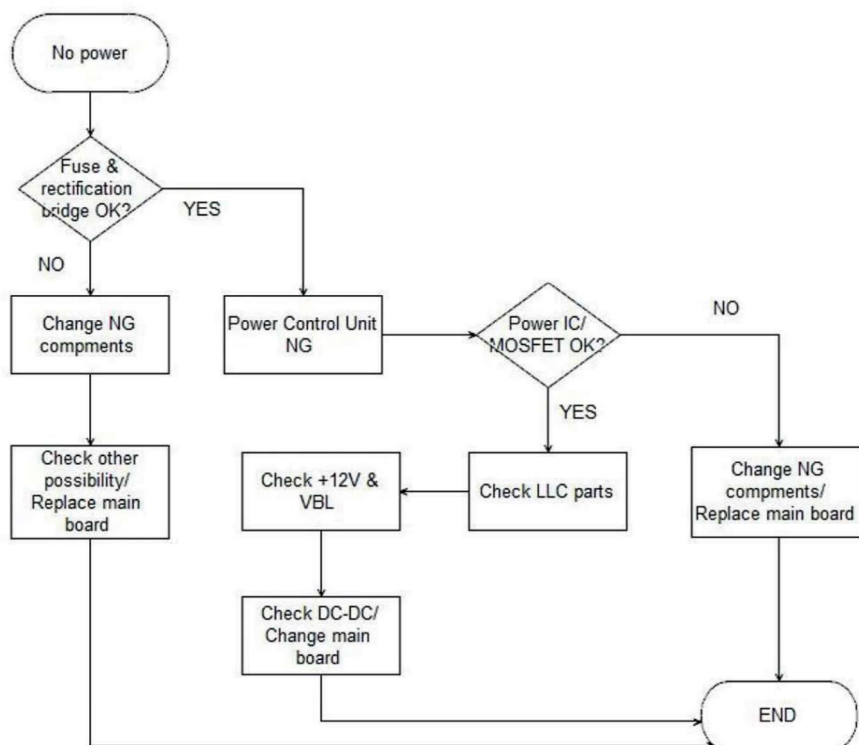 No power
Fuse &
rectification
bridge OK?
YES
NO
Change NG
compments
Power Control Unit
NG
Power IC/
MOSFET OK?
NO
YES
Check other
possibility/
Replace main
board
Check +12V &
VBL
Check LLC parts
Change NG
compments/
Replace main board
Check DC-DC/
Change main
board
END